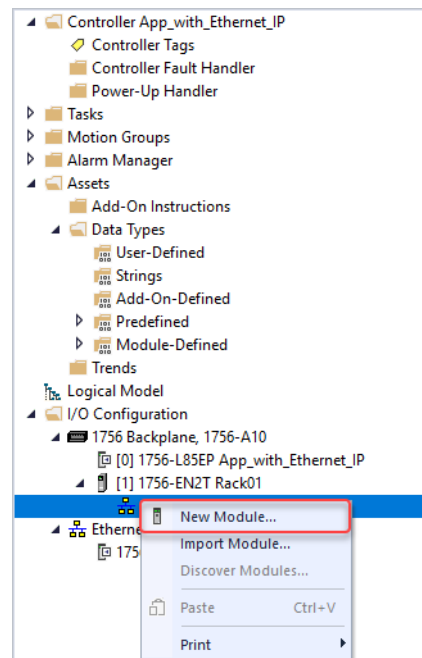 Controller App_with_Ethernet_IP
Controller Tags
Controller Fault Handler
Power-Up Handler
Tasks
Motion Groups
Alarm Manager
Assets
Add-On Instructions
Data Types
User-Defined
Strings
Add-On-Defined
Predefined
Module-Defined
Trends
Logical Model
I/O Configuration
1756 Backplane, 1756-A10
[0] 1756-L85EP App_with_Ethernet_IP
[1] 1756-EN2T Rack01
New Module...
Etherne
Import Module...
175
Discover Modules...
Paste Ctrl+V
Print